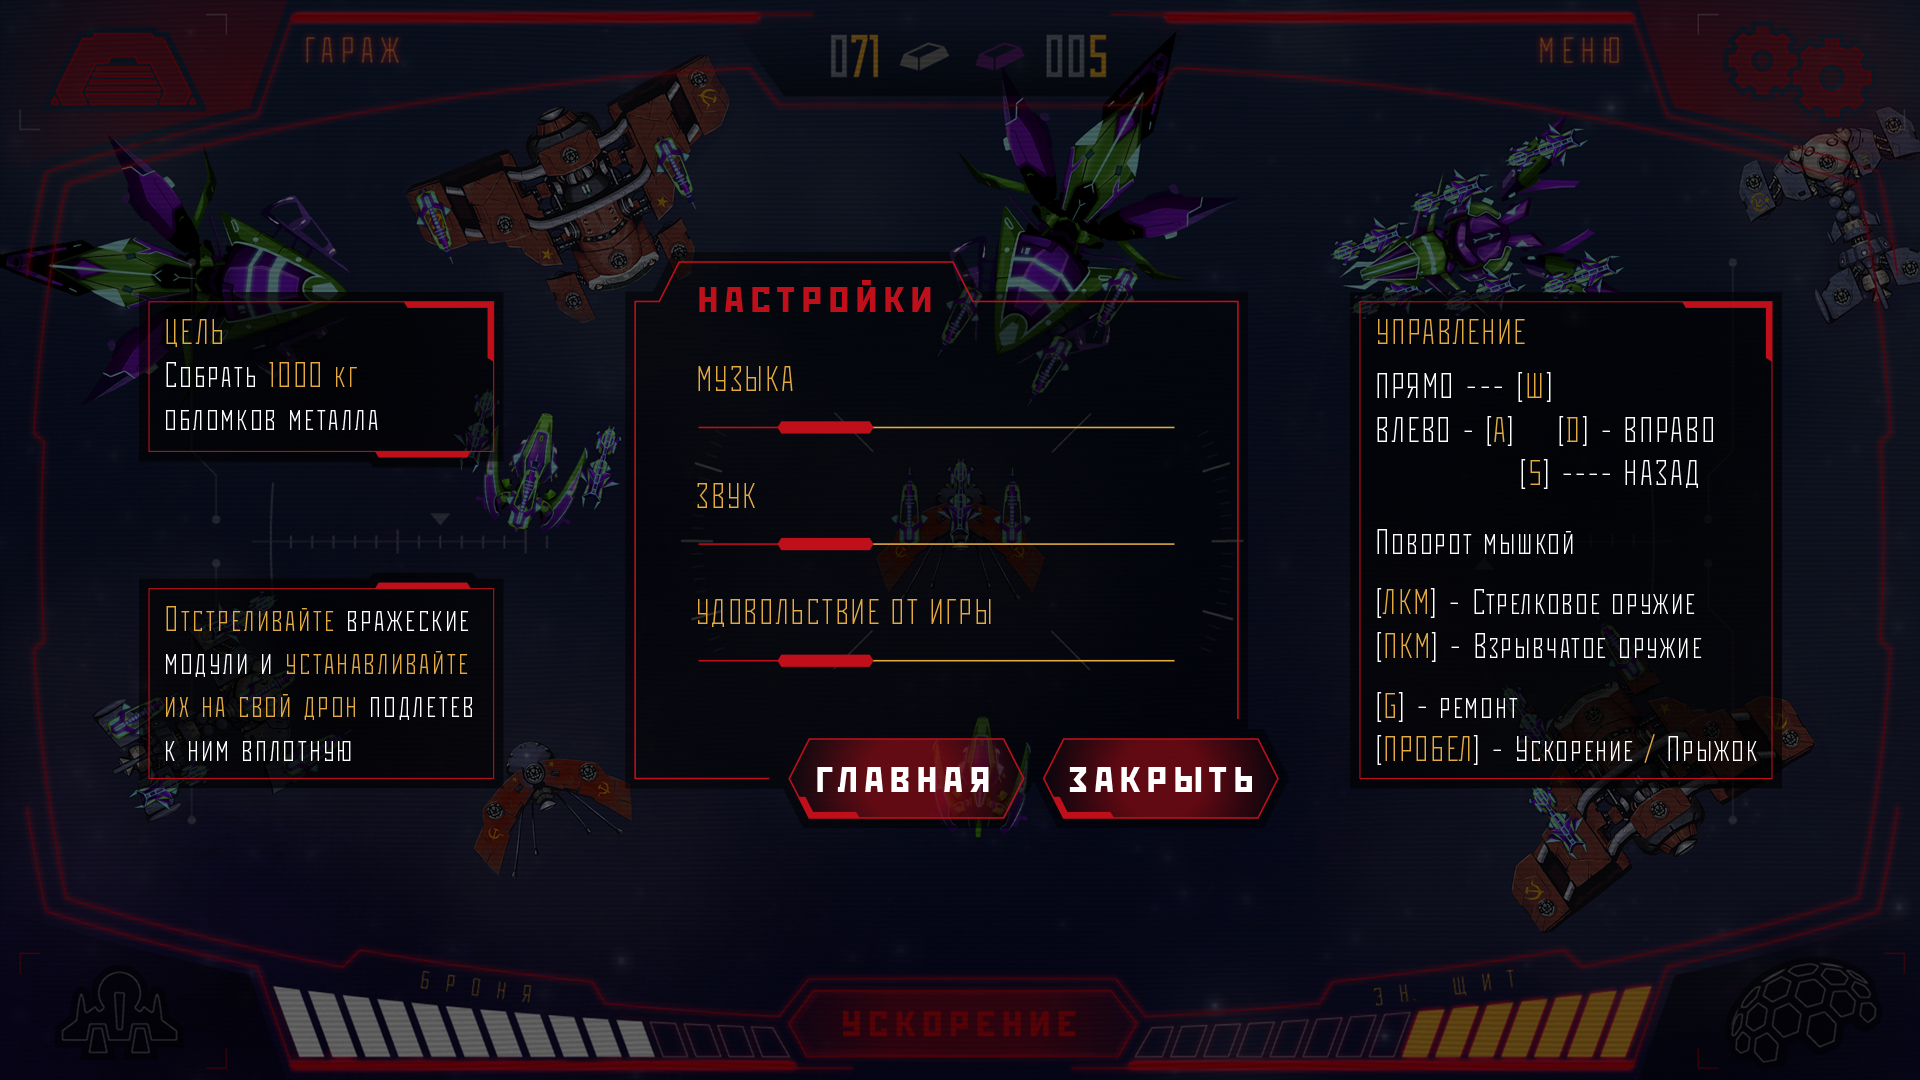 ГАРАЖ
071 005
МЕНЮ
НАСТРОЙКИ
МУЗЫКА
ЗВУК
УДОВОЛЬСТВИЕ ОТ ИГРЫ
ГЛАВНАЯ
ЗАКРЫТЬ
ЦЕЛЬ
Собрать 1000 кг
обломков металла
Отстреливайте вражеские
модули и устанавливайте
их на свой дрон подлетев
к ним вплотную
УПРАВЛЕНИЕ
ПРЯМО --- [Ш]
ВЛЕВО - [A] [D] - ВПРАВО
[S] ---- НАЗАД
Поворот мышкой
[ЛКМ] - Стрелковое оружие
[ПКМ] - Взрывчатое оружие
[G] - ремонт
[ПРОБЕЛ] - Ускорение / Прыжок
БРОНЯ
УСКОРЕНИЕ
ЭН. ЩИТ